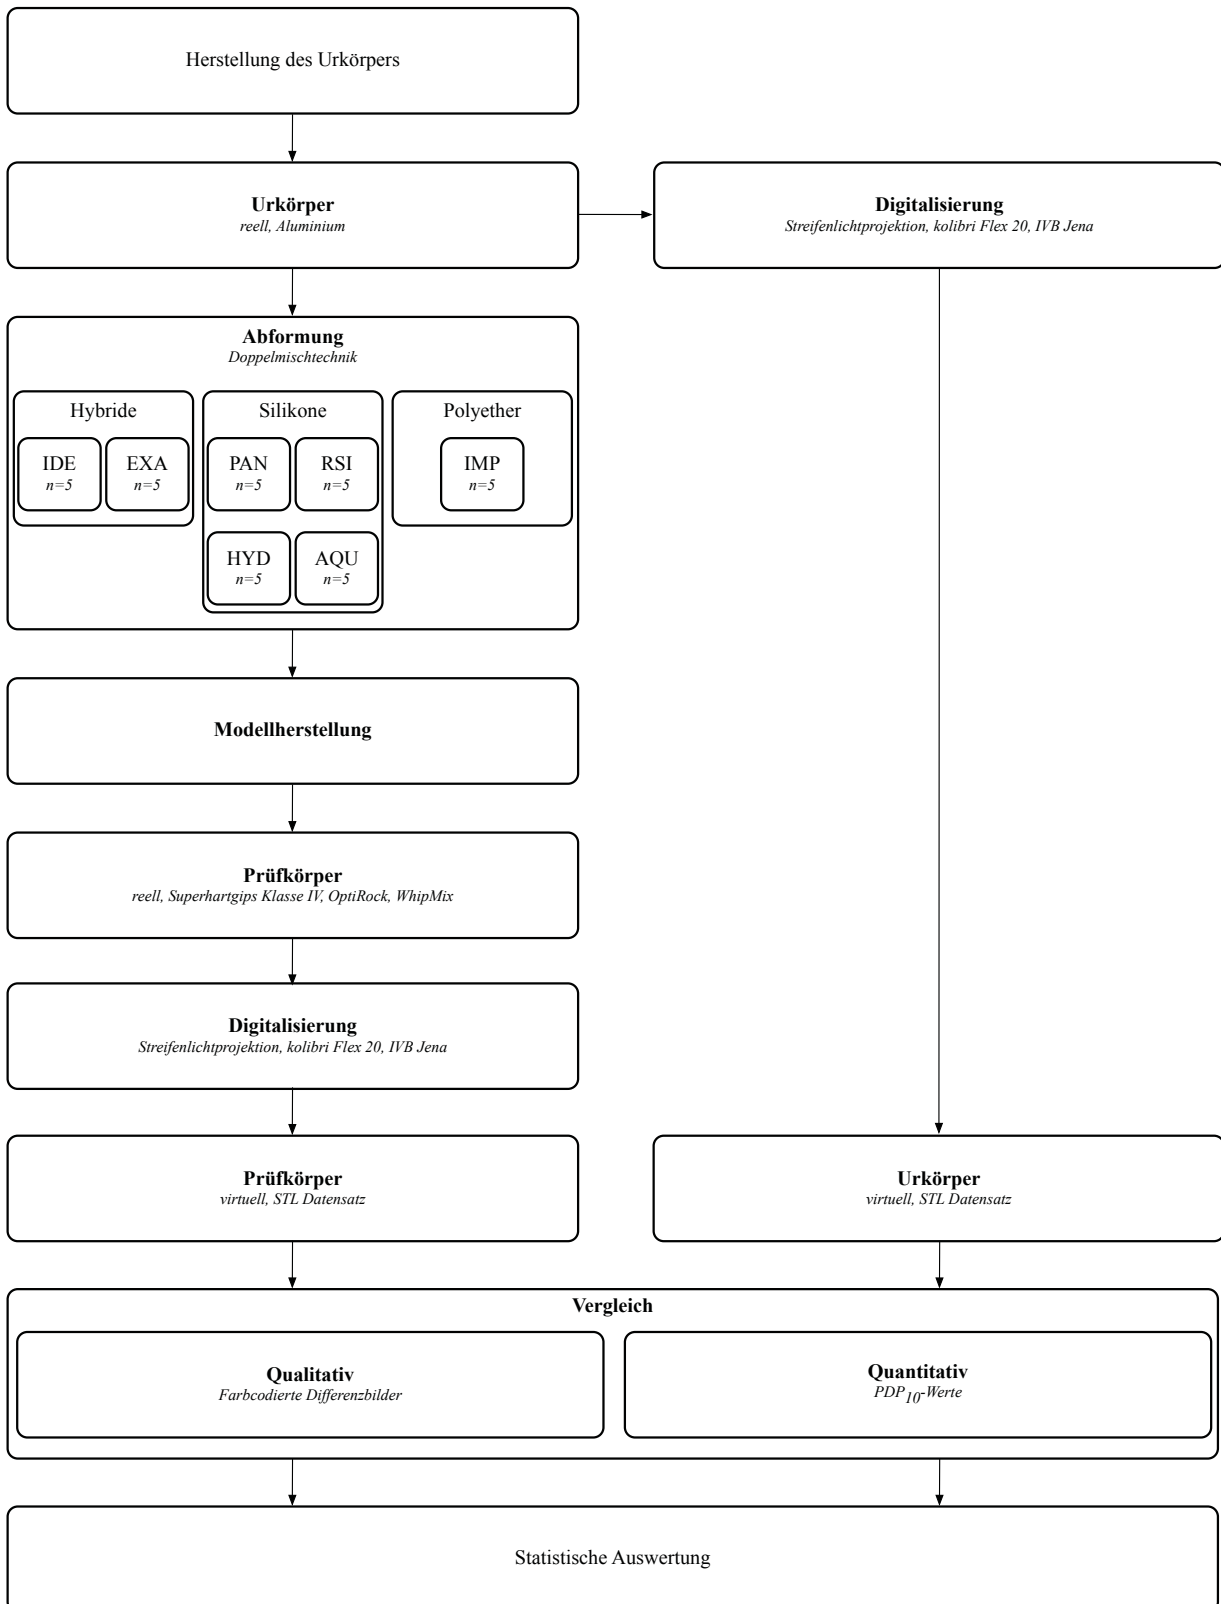 Herstellung des Urkörpers
Urkörper
reell, Aluminium
Digitalisierung
Streifenlichtprojektion, kolibri Flex 20, IVB Jena
Abformung
Doppelmischtechnik
Hybride
IDE
n=5
EXA
n=5
Silikone
PAN
n=5
RSI
n=5
HYD
n=5
AQU
n=5
Polyether
IMP
n=5
Modellherstellung
Prüfkörper
reell, Superhartgips Klasse IV, OptiRock, WhipMix
Digitalisierung
Streifenlichtprojektion, kolibri Flex 20, IVB Jena
Prüfkörper
virtuell, STL Datensatz
Urkörper
virtuell, STL Datensatz
Vergleich
Qualitativ
Farbcodierte Differenzbilder
Quantitativ
PDP10-Werte
Statistische Auswertung